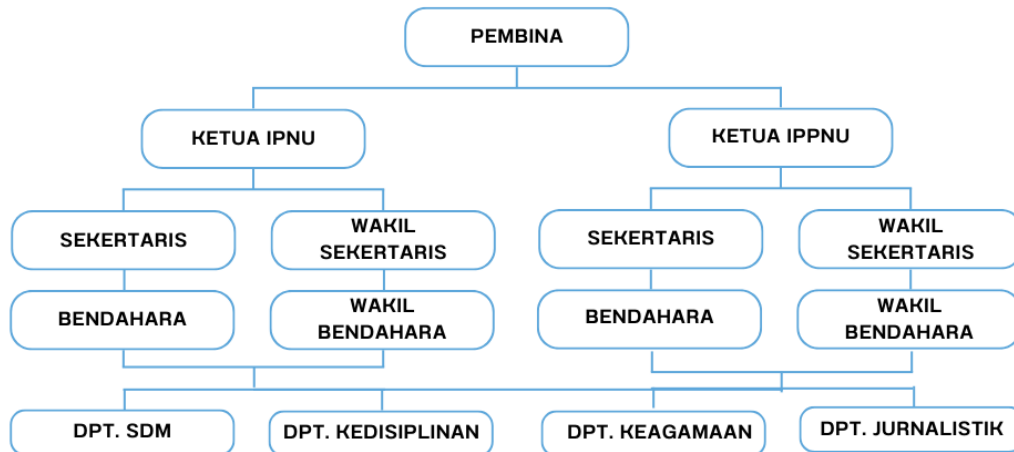 PEMBINA
KETUA IPNU
KETUA IPPNU
SEKERTARIS
WAKIL
SEKERTARIS
SEKERTARIS
WAKIL
SEKERTARIS
BENDAHARA
WAKIL
BENDAHARA
BENDAHARA
WAKIL
BENDAHARA
DPT. SDM
DPT. KEDISIPLINAN
DPT. KEAGAMAAN
DPT. JURNALISTIK